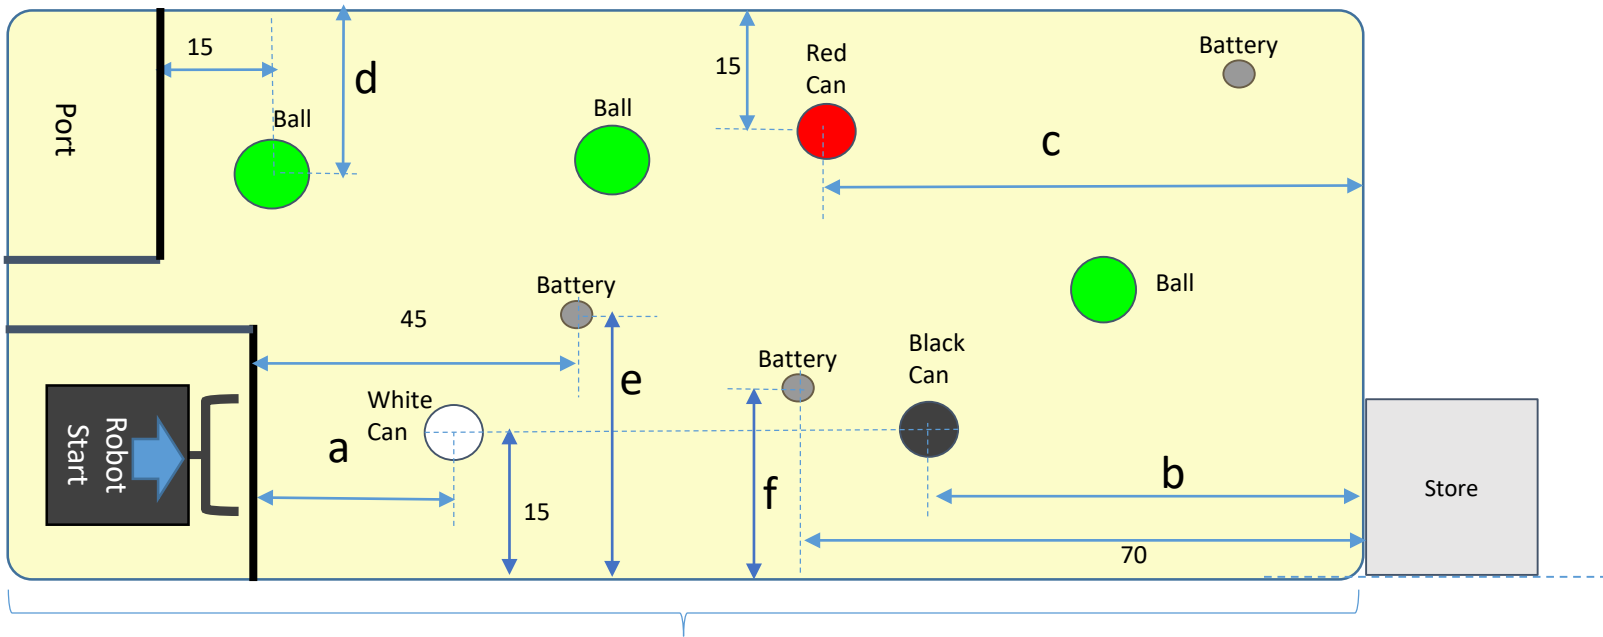 15
d
15
Red
Can
Battery
Port
Ball
Ball
c
Battery
45
Ball
e
Battery
Black
Can
White
Can
Robot
Start
a
f
b
15
Store
70